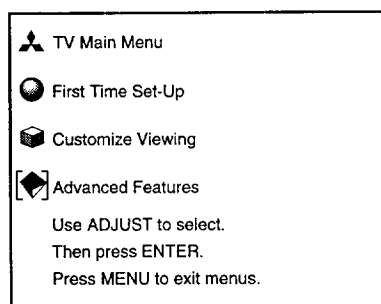 TV Main Menu
First Time Set-Up
Customize Viewing
Advanced Features
Use ADJUST to select.
Then press ENTER.
Press MENU to exit menus.